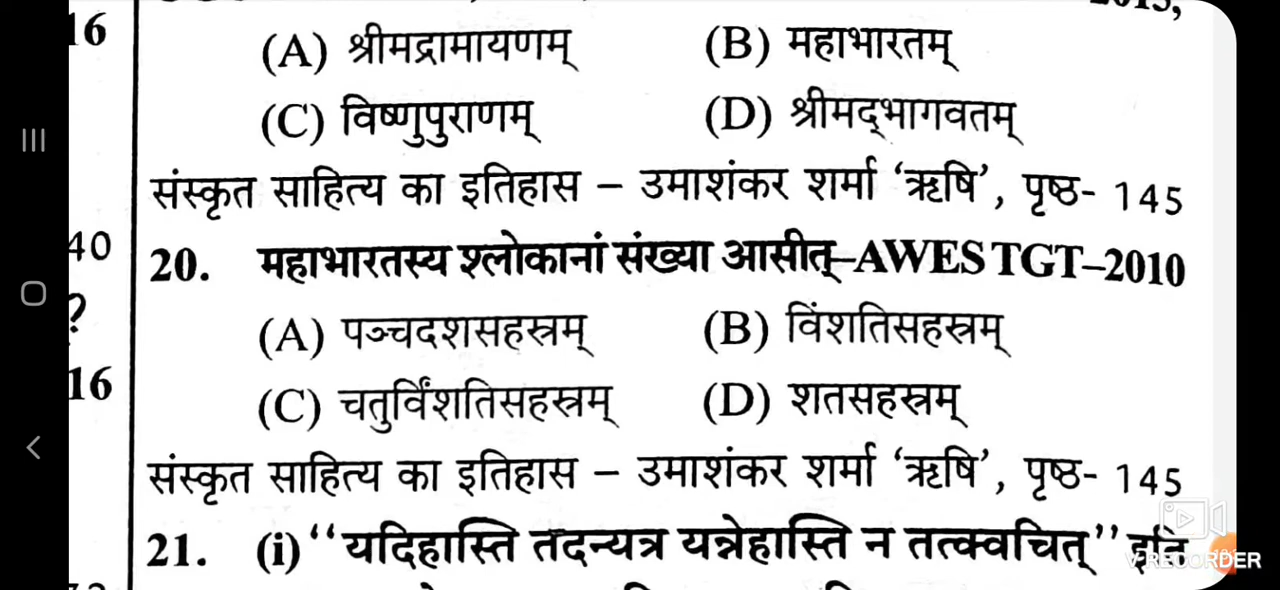 16
(A) श्रीमद्रामायणम् (B) महाभारतम्
(C) विष्णुपुराणम् (D) श्रीमद्भागवतम्
संस्कृत साहित्य का इतिहास – उमाशंकर शर्मा ‘ऋषि’, पृष्ठ- 145
40
20. महाभारतस्य श्लोकानां संख्या आसीत्–AWES TGT–2010
?
(A) पञ्चदशसहस्रम् (B) विंशतिसहस्रम्
16
(C) चतुर्विंशतिसहस्रम् (D) शतसहस्रम्
संस्कृत साहित्य का इतिहास – उमाशंकर शर्मा ‘ऋषि’, पृष्ठ- 145
21. (i) ‘‘यदिहास्ति तदन्यत्र यन्नेहास्ति न तत्क्वचित्’’ इति
V RECORDER